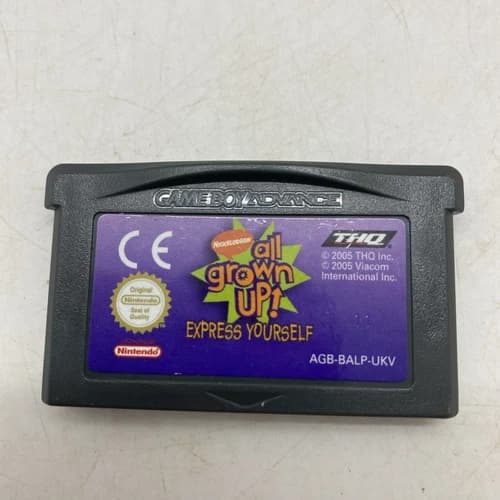 GAME BOY ADVANCE
CE
NICKELODEON
all
grown
UP!
EXPRESS YOURSELF
THQ
© 2005 THQ Inc.
© 2005 Viacom
International Inc.
Original
Nintendo
Seal of
Quality
Nintendo
AGB-BALP-UKV